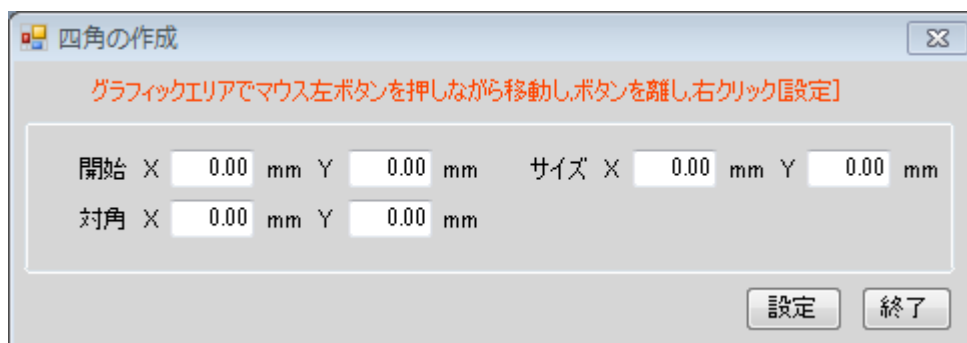 四角の作成
グラフィックエリアでマウス左ボタンを押しながら移動し,ボタンを離し,右クリック[設定]
開始 X 0.00 mm Y 0.00 mm サイズ X 0.00 mm Y 0.00 mm
対角 X 0.00 mm Y 0.00 mm
設定 終了